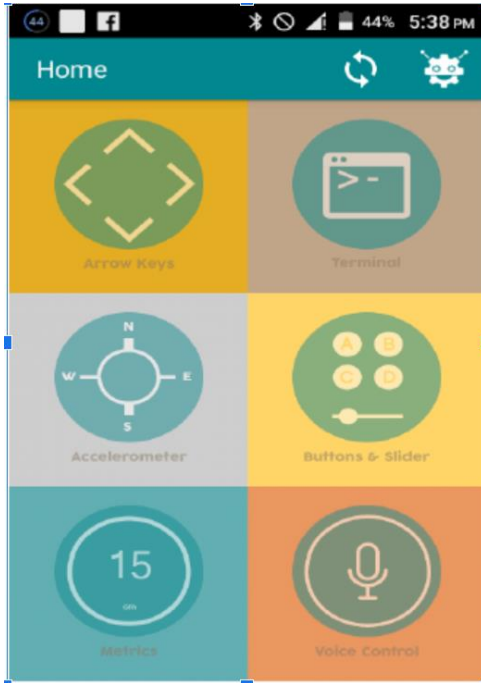 44 44% 5:38 PM
Home
Arrow Keys
>- Terminal
N
W E
S
Accelerometer
A B
C D
Buttons & Slider
15
Metrics
Voice Control